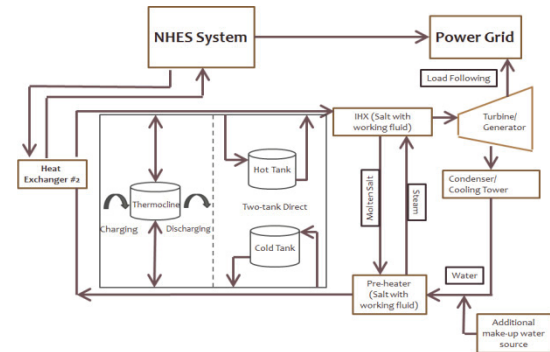 NHES System
Power Grid
Load Following
IHX (Salt with
working fluid)
Turbine/
Generator
Heat
Exchanger #2
Hot Tank
Thermocline
Two-tank Direct
Charging
Discharging
Cold Tank
Molten Salt
Steam
Condenser/
Cooling Tower
Pre-heater
(Salt with
working fluid)
Water
Additional
make-up water
source